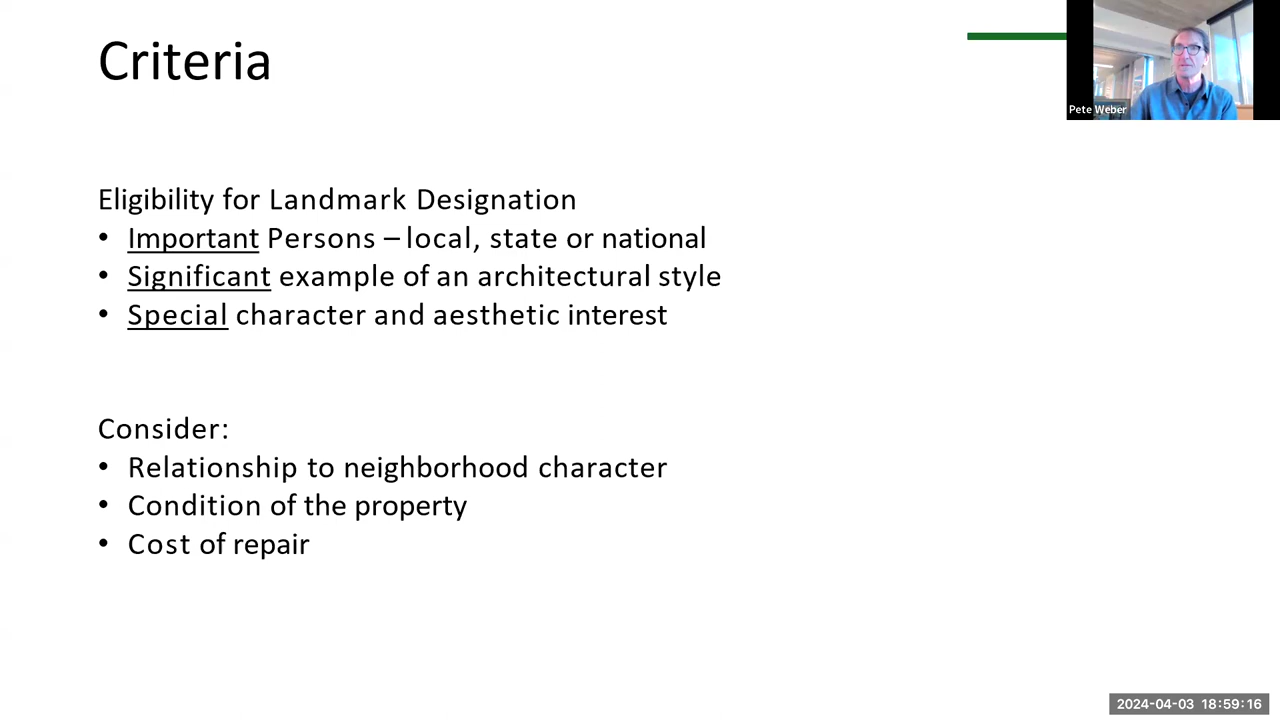 Criteria
Pete Weber
Eligibility for Landmark Designation
• Important Persons – local, state or national
• Significant example of an architectural style
• Special character and aesthetic interest
Consider:
• Relationship to neighborhood character
• Condition of the property
• Cost of repair
2024-04-03 18:59:16